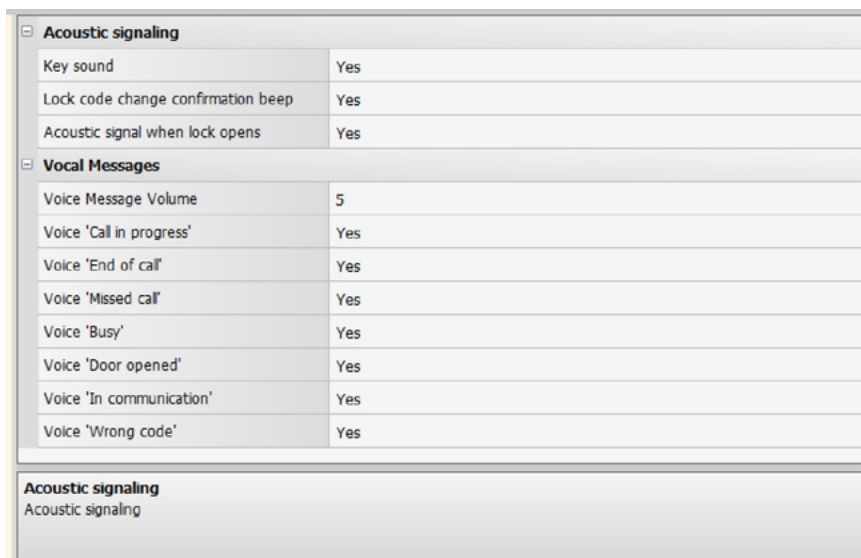 Acoustic signaling
Key sound Yes
Lock code change confirmation beep Yes
Acoustic signal when lock opens Yes
Vocal Messages
Voice Message Volume 5
Voice 'Call in progress' Yes
Voice 'End of call' Yes
Voice 'Missed call' Yes
Voice 'Busy' Yes
Voice 'Door opened' Yes
Voice 'In communication' Yes
Voice 'Wrong code' Yes
Acoustic signaling
Acoustic signaling